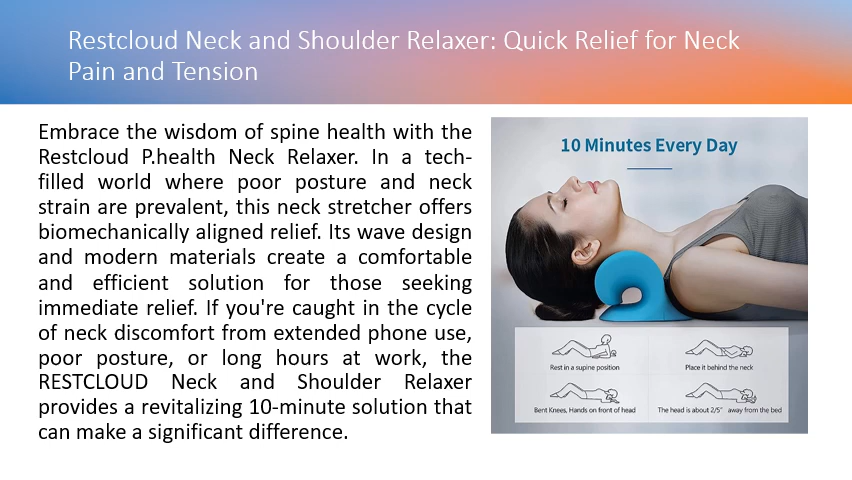 Restcloud Neck and Shoulder Relaxer: Quick Relief for Neck
Pain and Tension
Embrace the wisdom of spine health with the
Restcloud P.health Neck Relaxer. In a tech-
filled world where poor posture and neck
strain are prevalent, this neck stretcher offers
biomechanically aligned relief. Its wave design
and modern materials create a comfortable
and efficient solution for those seeking
immediate relief. If you're caught in the cycle
of neck discomfort from extended phone use,
poor posture, or long hours at work, the
RESTCLOUD Neck and Shoulder Relaxer
provides a revitalizing 10-minute solution that
can make a significant difference.
10 Minutes Every Day
Rest in a supine position
Place it behind the neck
Bent Knees, Hands on front of head
The head is about 2/5" away from the bed